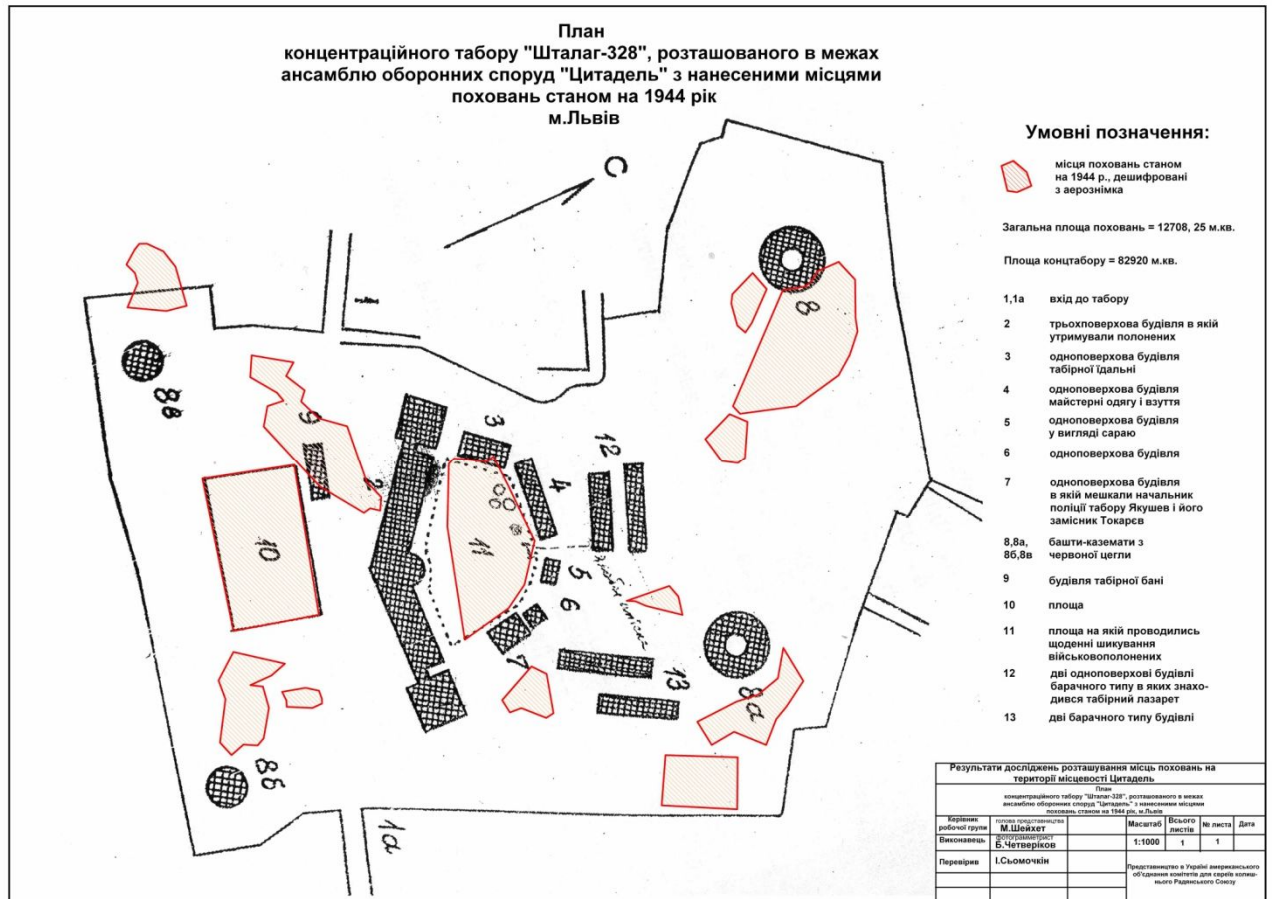 План
концентраційного табору "Шталаг-328", розташованого в межах
ансамблю оборонних споруд "Цитадель" з нанесеними місцями
поховань станом на 1944 рік
м.Львів
Умовні позначення:
місця поховань станом
на 1944 р., дешифровані
з аерознімка
Загальна площа поховань = 12708, 25 м.кв.
Площа концтабору = 82920 м.кв.
1,1а вхід до табору
2 трьохповерхова будівля в якій
утримували полонених
3 одноповерхова будівля
табірної їдальні
4 одноповерхова будівля
майстерні одягу і взуття
5 одноповерхова будівля
у вигляді сараю
6 одноповерхова будівля
7 одноповерхова будівля
в якій мешкали начальник
поліції табору Якушев і його
замісник Токарєв
8,8а, башти-каземати з
8б,8в червоної цегли
9 будівля табірної бані
10 площа
11 площа на якій проводились
щоденні шикування
військовополонених
12 дві одноповерхові будівлі
барачного типу в яких знахо-
дився табірний лазарет
13 дві барачного типу будівлі
С
8
8в
9
3
12
2
4
10
11
5
6
7
13
8а
8б
1а
Результати досліджень розташування місць поховань на
території місцевості Цитадель
План
концентраційного табору "Шталаг-328", розташованого в межах
ансамблю оборонних споруд "Цитадель" з нанесеними місцями
поховань станом на 1944 рік, м.Львів
Керівник
робочої групи
голова представництва
М.Шейхет
Масштаб
Всього
листів
№ листа
Дата
Виконавець
фотограмметрист
Б.Четверіков
1:1000
1
1
Перевірив
І.Сьомочкін
Представництво в Україні американського
об'єднання комітетів для євреїв колиш-
нього Радянського Союзу